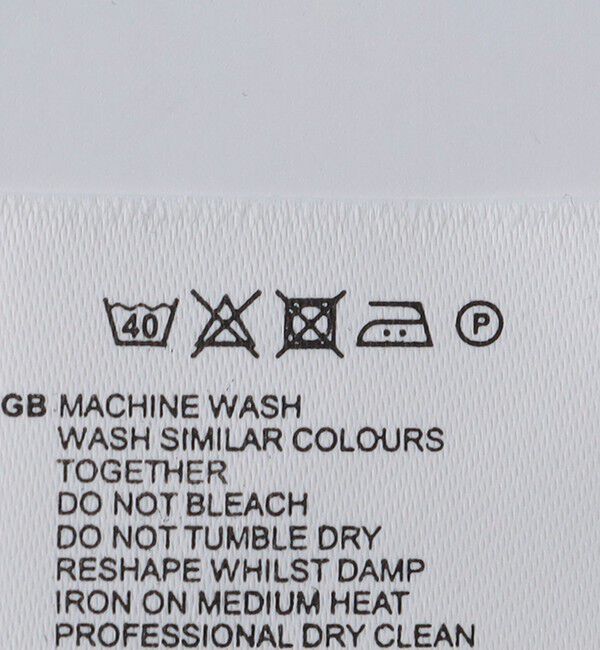 40 P
GB MACHINE WASH
WASH SIMILAR COLOURS
TOGETHER
DO NOT BLEACH
DO NOT TUMBLE DRY
RESHAPE WHILST DAMP
IRON ON MEDIUM HEAT
PROFESSIONAL DRY CLEAN